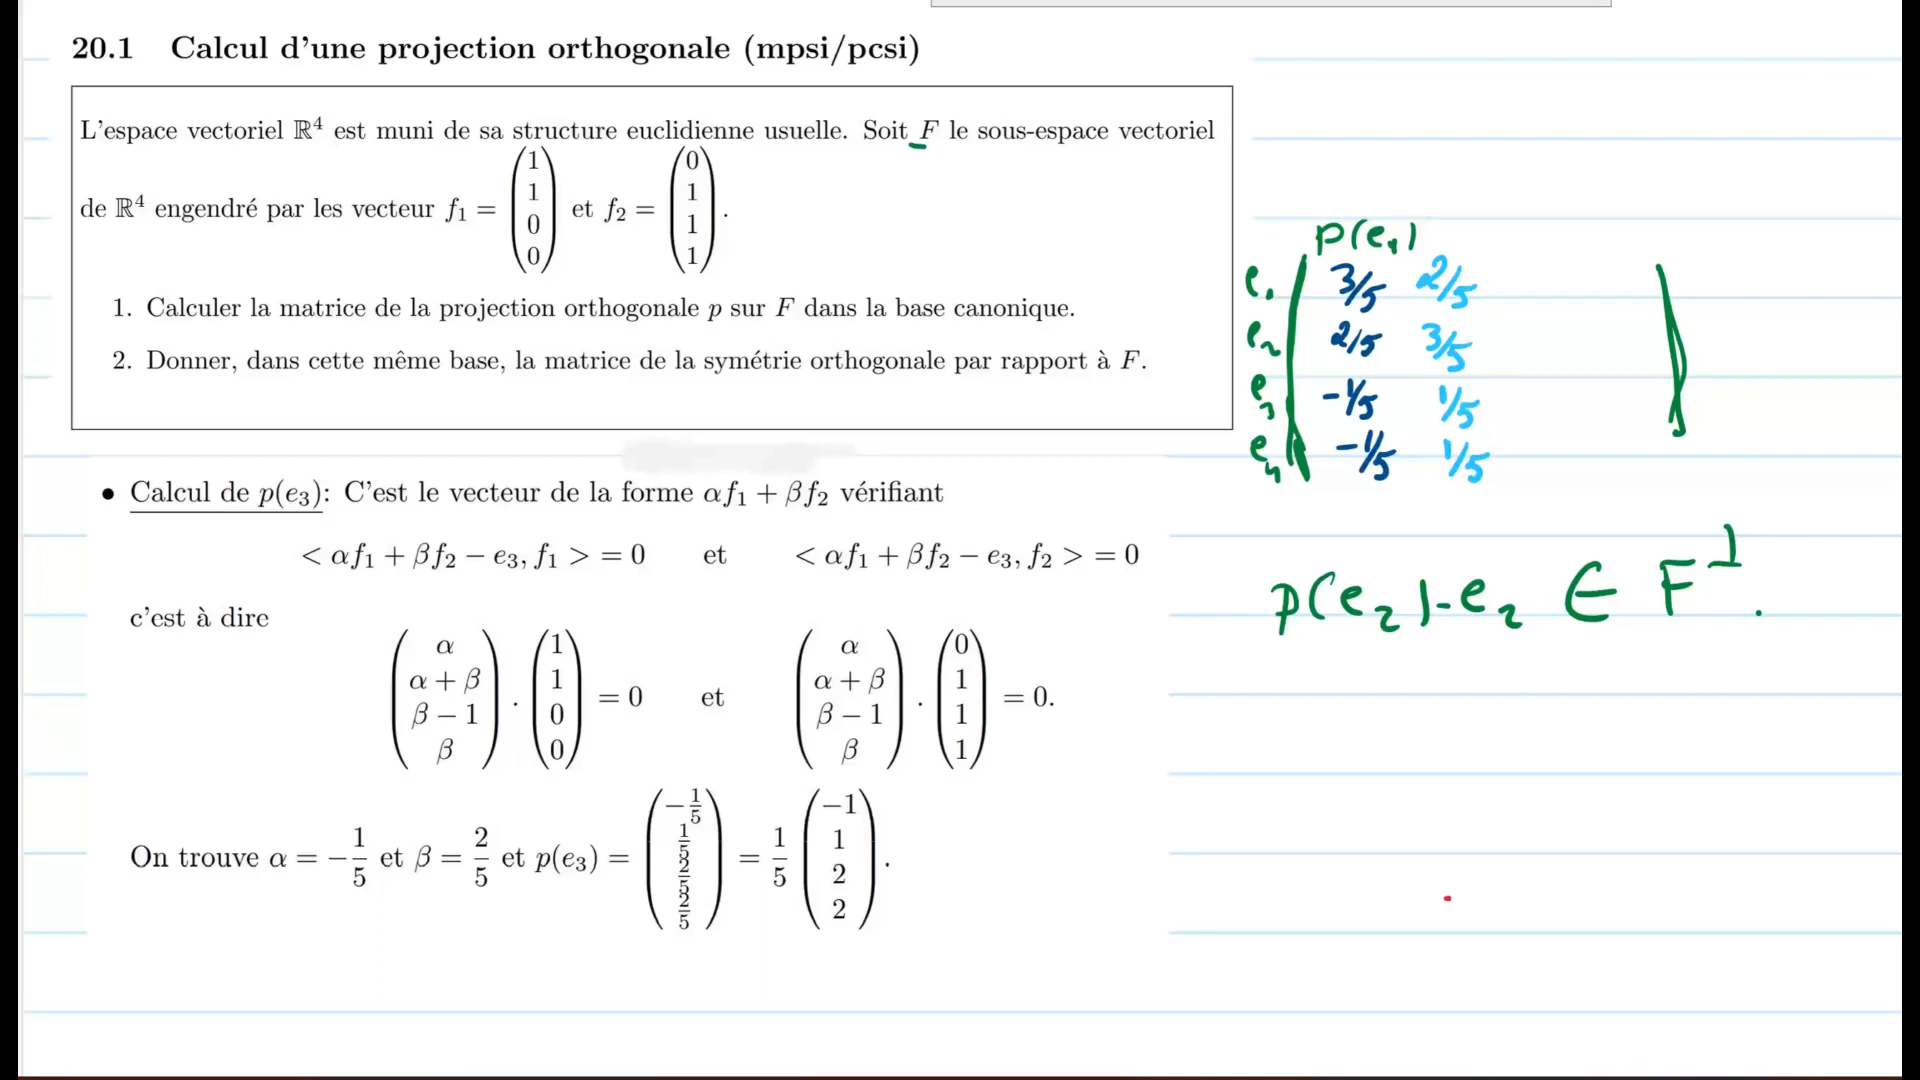 20.1 Calcul d'une projection orthogonale (mpsi/pcsi)
L'espace vectoriel ℝ⁴ est muni de sa structure euclidienne usuelle. Soit F le sous-espace vectoriel
de ℝ⁴ engendré par les vecteur f₁ = (1 1 0 0) et f₂ = (0 1 1 1).
1. Calculer la matrice de la projection orthogonale p sur F dans la base canonique.
2. Donner, dans cette même base, la matrice de la symétrie orthogonale par rapport à F.
• Calcul de p(e₃): C'est le vecteur de la forme αf₁ + βf₂ vérifiant
< αf₁ + βf₂ − e₃, f₁ > = 0 et < αf₁ + βf₂ − e₃, f₂ > = 0
c'est à dire
(α α + β β − 1 β) . (1 1 0 0) = 0 et (α α + β β − 1 β) . (0 1 1 1) = 0.
On trouve α = −1/5 et β = 2/5 et p(e₃) = (−1/5 1/5 2/5 2/5) = 1/5 (−1 1 2 2).
p(e₁)
e₁ 3/5 2/5
e₂ 2/5 3/5
e₃ -1/5 1/5
e₄ -1/5 1/5
p(e₂)-e₂ ∈ F⊥.